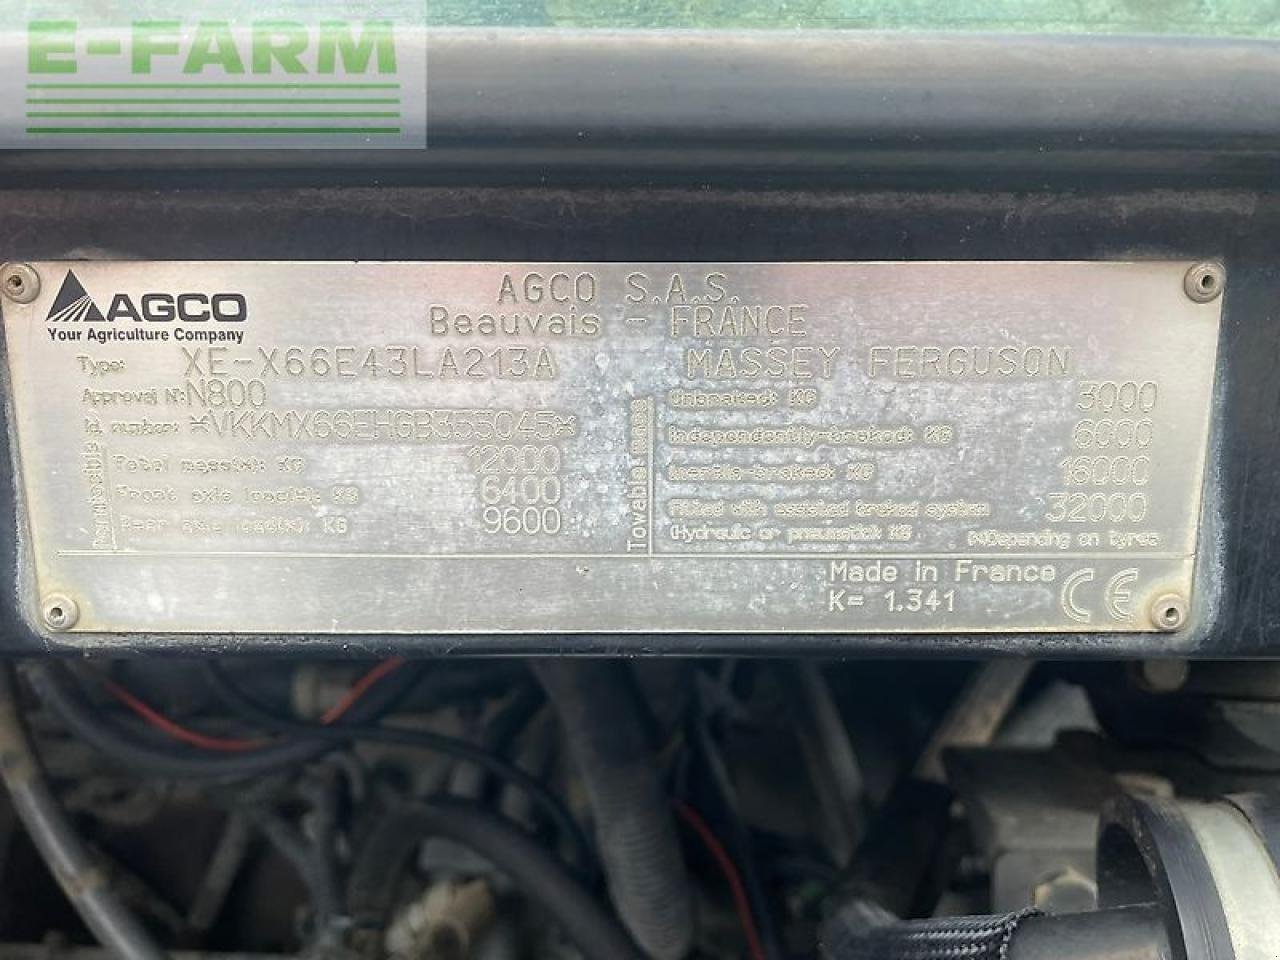 E-FARM
AGCO
Your Agriculture Company
AGCO S.A.S.
Beauvais - FRANCE
Type: XE-X66E43LA213A MASSEY FERGUSON
Approval N°: N800
Id. number: *VKKMX66EHGB355045*
Permissible
Total mass(*): KG 12000
Front axle load(*): KG 6400
Rear axle load(*): KG 9600
Towable mass
Unbraked: KG 3000
Independently-braked: KG 6000
Inertia-braked: KG 16000
Fitted with assisted braked system 32000
(Hydraulic or pneumatic): KG (*)Depending on tyres
Made in France
K= 1.341 CE